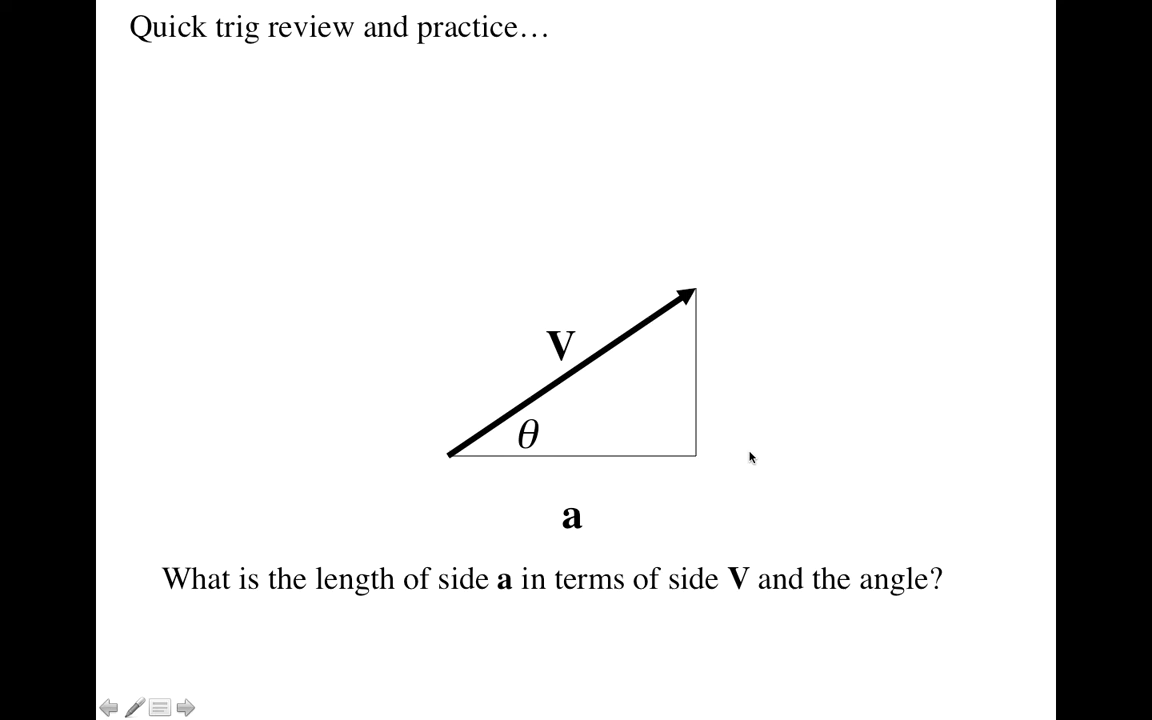 Quick trig review and practice…
V
θ
a
What is the length of side a in terms of side V and the angle?